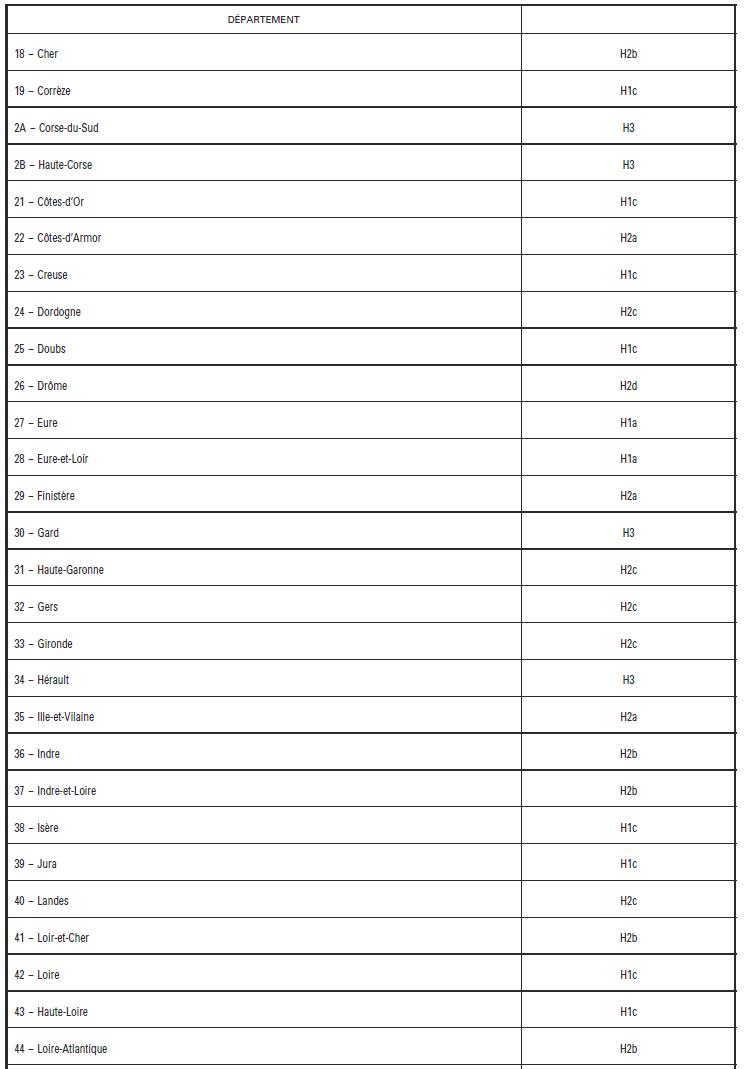 DÉPARTEMENT
18 – Cher H2b
19 – Corrèze H1c
2A – Corse-du-Sud H3
2B – Haute-Corse H3
21 – Côtes-d'Or H1c
22 – Côtes-d'Armor H2a
23 – Creuse H1c
24 – Dordogne H2c
25 – Doubs H1c
26 – Drôme H2d
27 – Eure H1a
28 – Eure-et-Loir H1a
29 – Finistère H2a
30 – Gard H3
31 – Haute-Garonne H2c
32 – Gers H2c
33 – Gironde H2c
34 – Hérault H3
35 – Ille-et-Vilaine H2a
36 – Indre H2b
37 – Indre-et-Loire H2b
38 – Isère H1c
39 – Jura H1c
40 – Landes H2c
41 – Loir-et-Cher H2b
42 – Loire H1c
43 – Haute-Loire H1c
44 – Loire-Atlantique H2b